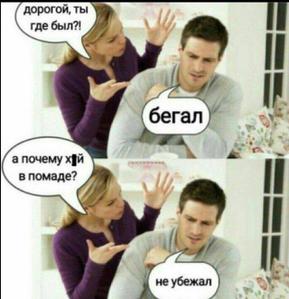 дорогой, ты
где был?!
бегал
а почему х▮й
в помаде?
не убежал